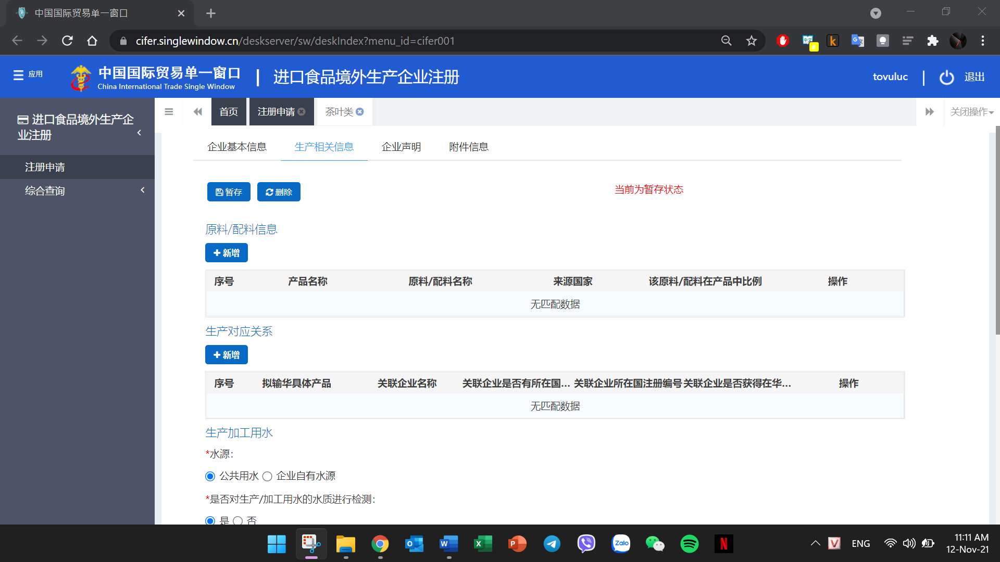 中国国际贸易单一窗口
cifer.singlewindow.cn/deskserver/sw/deskIndex?menu_id=cifer001
应用
中国国际贸易单一窗口
China International Trade Single Window
进口食品境外生产企业注册
tovuluc
退出
进口食品境外生产企
业注册
注册申请
综合查询
首页
注册申请
茶叶类
关闭操作
企业基本信息
生产相关信息
企业声明
附件信息
暂存
删除
当前为暂存状态
原料/配料信息
新增
序号 产品名称 原料/配料名称 来源国家 该原料/配料在产品中比例 操作
无匹配数据
生产对应关系
新增
序号 拟输华具体产品 关联企业名称 关联企业是否有所在国... 关联企业所在国注册编号 关联企业是否获得在华... 操作
无匹配数据
生产加工用水
*水源:
公共用水 企业自有水源
*是否对生产/加工用水的水质进行检测:
是 否
Zalo
ENG
11:11 AM
12-Nov-21